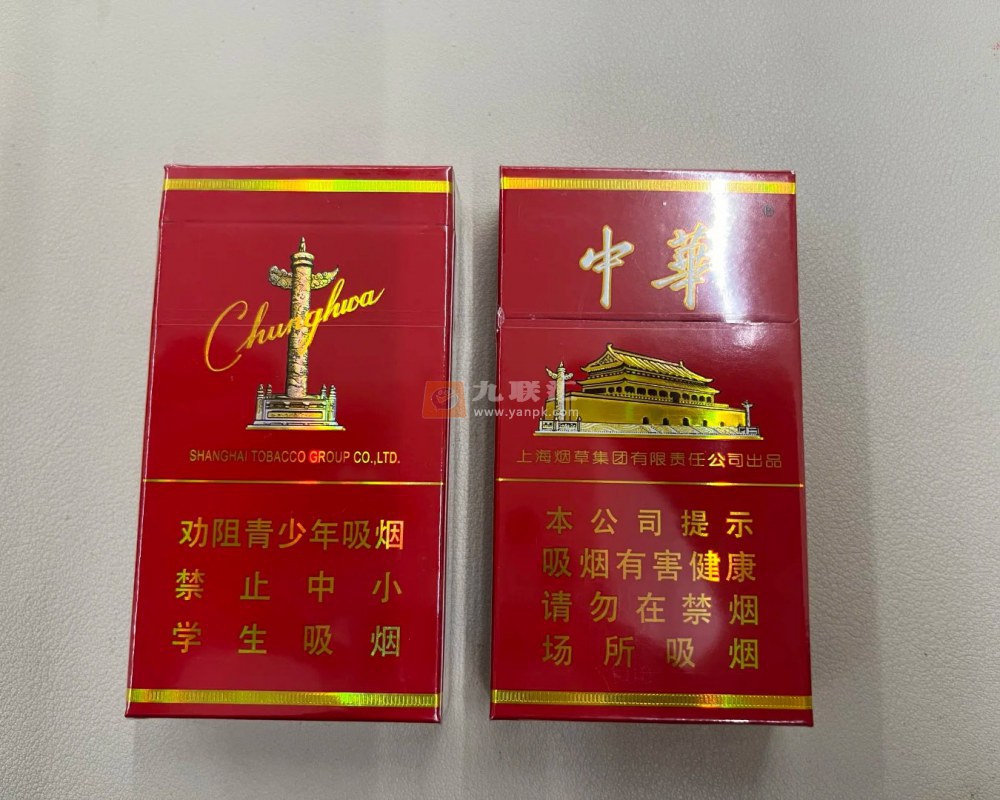 Chunghwa
SHANGHAI TOBACCO GROUP CO.,LTD.
劝阻青少年吸烟
禁止中小
学生吸烟
中華
®
上海烟草集团有限责任公司出品
本公司提示
吸烟有害健康
请勿在禁烟
场所吸烟
九联汇
www.yanpk.com